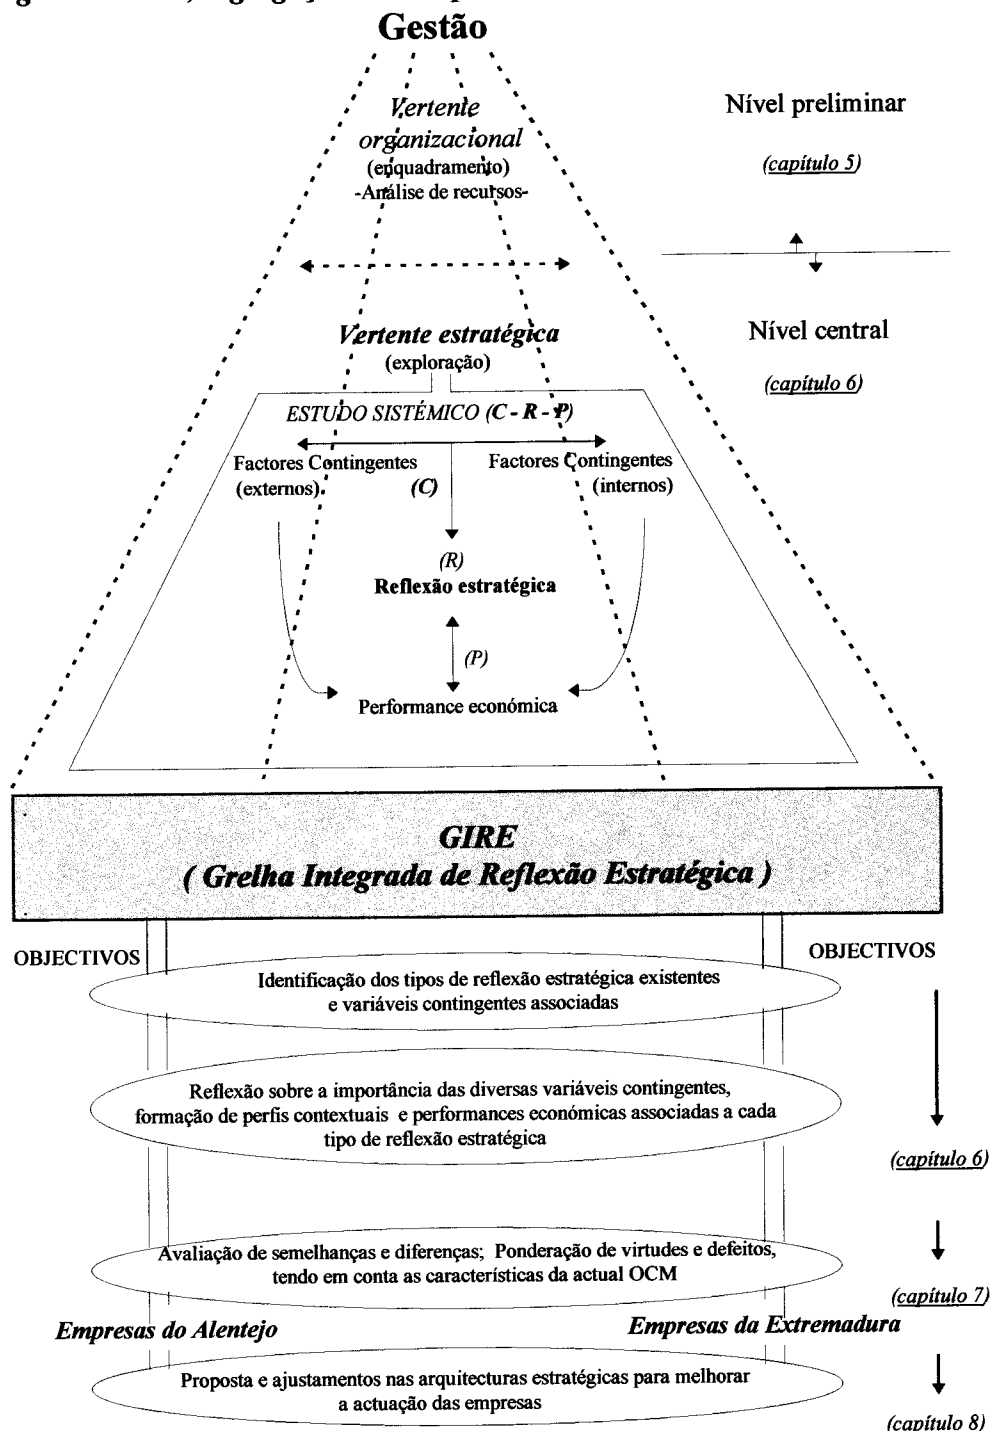 Gestão
Vertente
organizacional
(enquadramento)
-Análise de recursos-
Nível preliminar
(capítulo 5)
Vertente estratégica
(exploração)
Nível central
(capítulo 6)
ESTUDO SISTÉMICO (C - R - P)
Factores Contingentes
(externos)
(C)
Factores Contingentes
(internos)
(R)
Reflexão estratégica
(P)
Performance económica
GIRE
( Grelha Integrada de Reflexão Estratégica )
OBJECTIVOS
OBJECTIVOS
Identificação dos tipos de reflexão estratégica existentes
e variáveis contingentes associadas
Reflexão sobre a importância das diversas variáveis contingentes,
formação de perfis contextuais e performances económicas associadas a cada
tipo de reflexão estratégica
(capítulo 6)
Avaliação de semelhanças e diferenças; Ponderação de virtudes e defeitos,
tendo em conta as características da actual OCM
(capítulo 7)
Empresas do Alentejo
Empresas da Extremadura
Proposta e ajustamentos nas arquitecturas estratégicas para melhorar
a actuação das empresas
(capítulo 8)